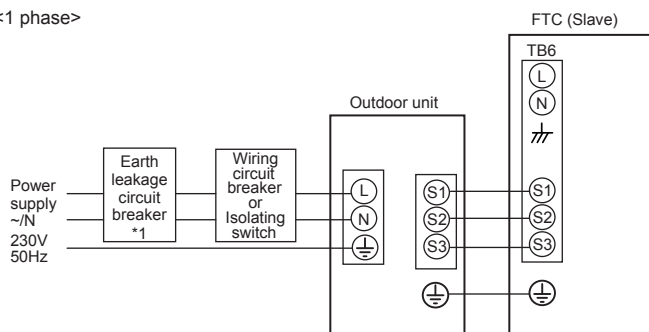 <1 phase>
FTC (Slave)
TB6
L
N
Outdoor unit
Earth
leakage
circuit
breaker
*1
Wiring
circuit
breaker
or
Isolating
switch
Power
supply
~/N
230V
50Hz
L
N
S1
S2
S3
S1
S2
S3